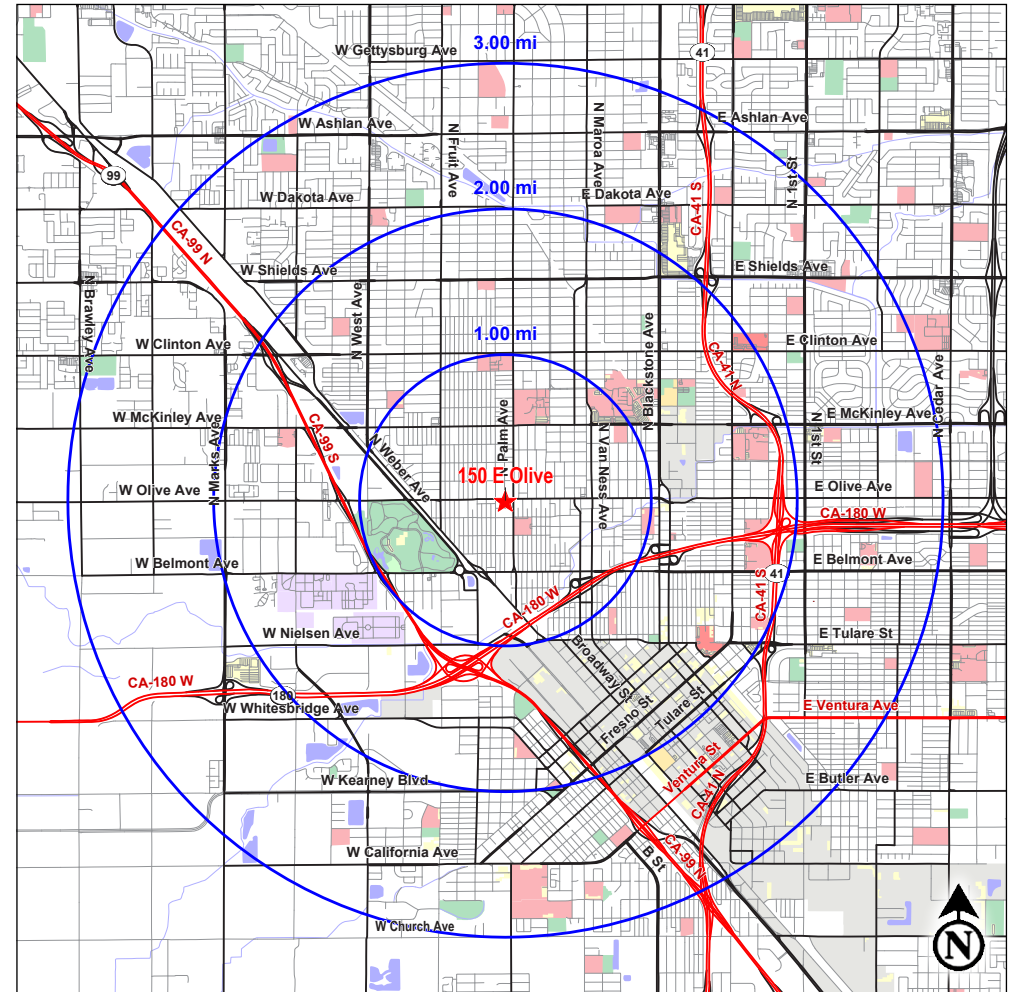 3.00 mi
W Gettysburg Ave
41
W Ashlan Ave
E Ashlan Ave
N Fruit Ave
N Maroa Ave
N 1st St
99
2.00 mi
W Dakota Ave
E Dakota Ave
CA-41 S
CA-99 N
W Shields Ave
E Shields Ave
N Brawley Ave
N West Ave
1.00 mi
W Clinton Ave
E Clinton Ave
N Blackstone Ave
CA-41 N
N Cedar Ave
W McKinley Ave
E McKinley Ave
N Palm Ave
N Marks Ave
CA-99 S
N Weber Ave
N Van Ness Ave
N 1st St
150 E Olive
W Olive Ave
E Olive Ave
CA-180 W
W Belmont Ave
E Belmont Ave
41
CA-41 S
CA-180 W
W Nielsen Ave
E Tulare St
Broadway St
CA-180 W
180
W Whitesbridge Ave
Fresno St
Tulare St
E Ventura Ave
Ventura St
W Kearney Blvd
E Butler Ave
CA-41 N
W California Ave
B St
CA-99 N
W Church Ave
N